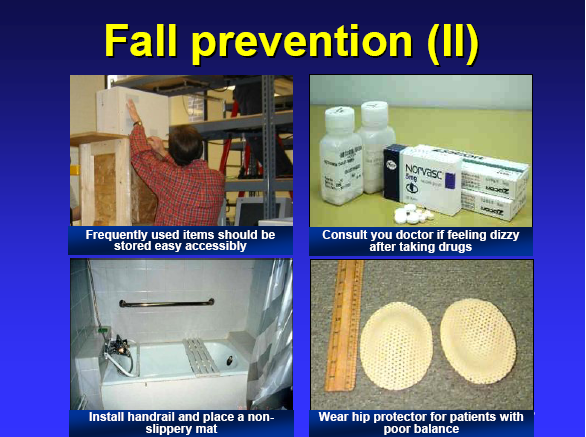 Fall prevention (II)
Frequently used items should be
stored easy accessibly
NORVASC
5mg
Consult you doctor if feeling dizzy
after taking drugs
Install handrail and place a non-
slippery mat
Wear hip protector for patients with
poor balance